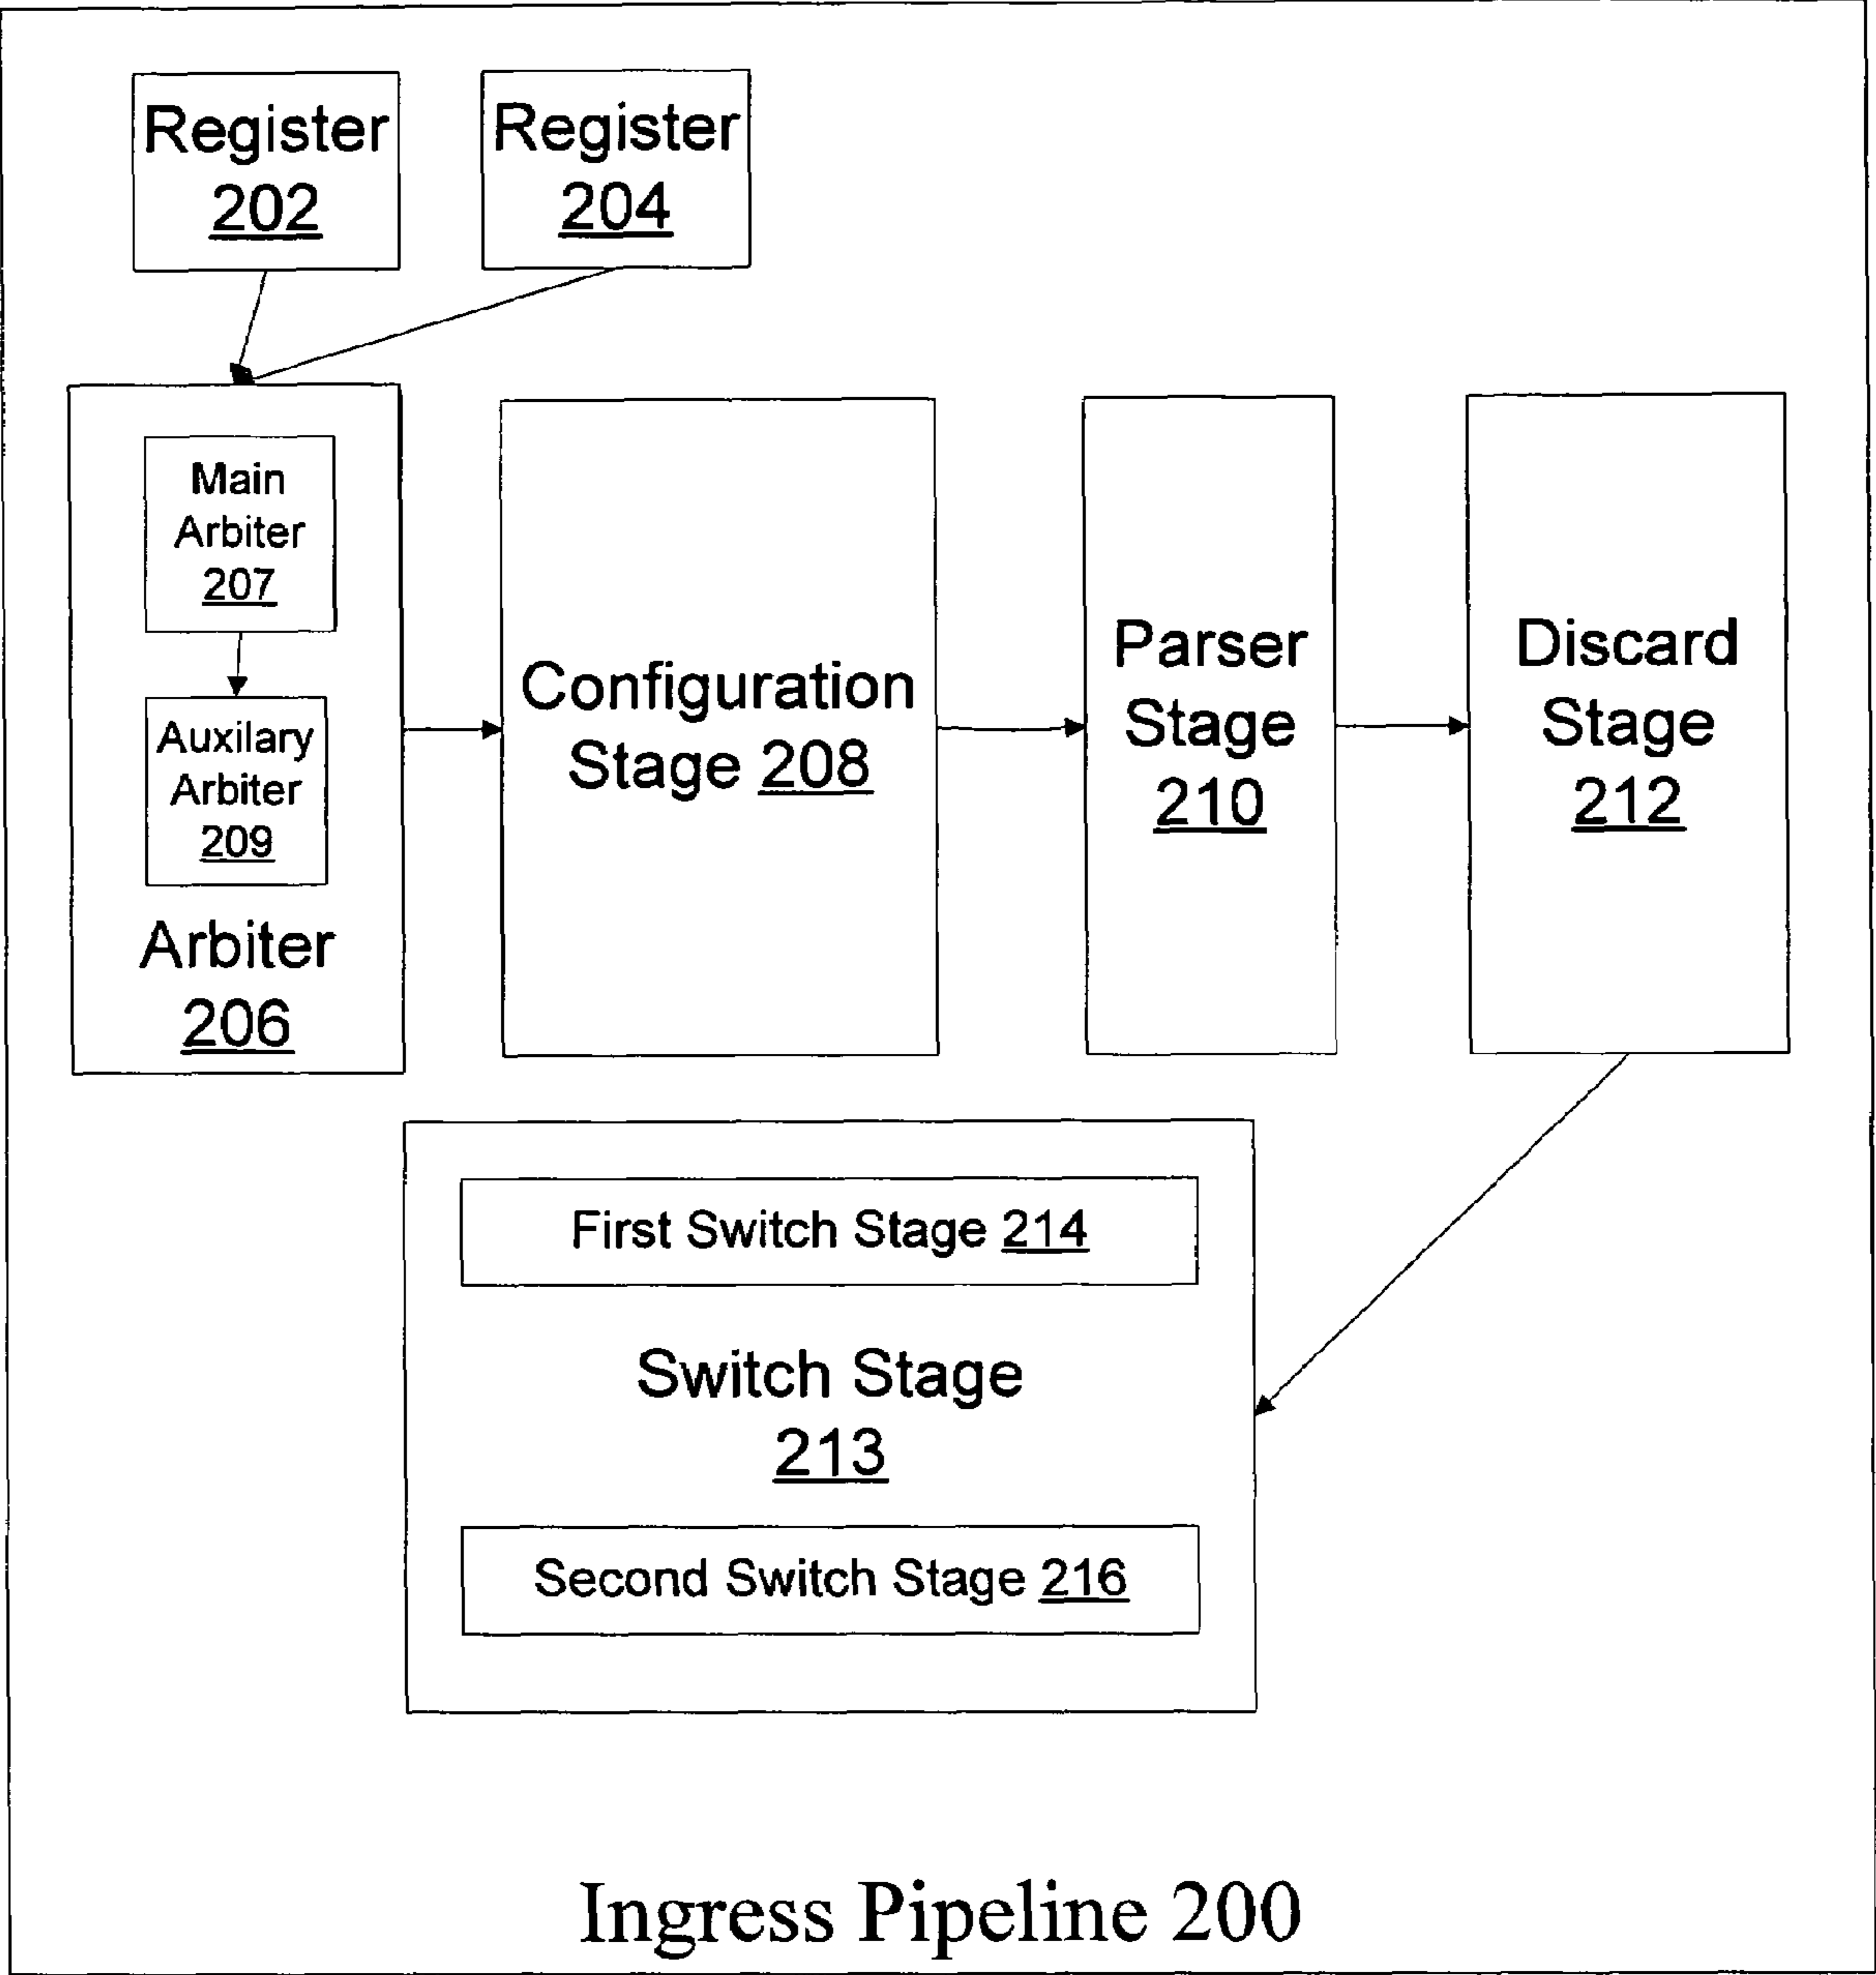 Register
202
Register
204
Main
Arbiter
207
Auxilary
Arbiter
209
Arbiter
206
Configuration
Stage 208
Parser
Stage
210
Discard
Stage
212
First Switch Stage 214
Switch Stage
213
Second Switch Stage 216
Ingress Pipeline 200